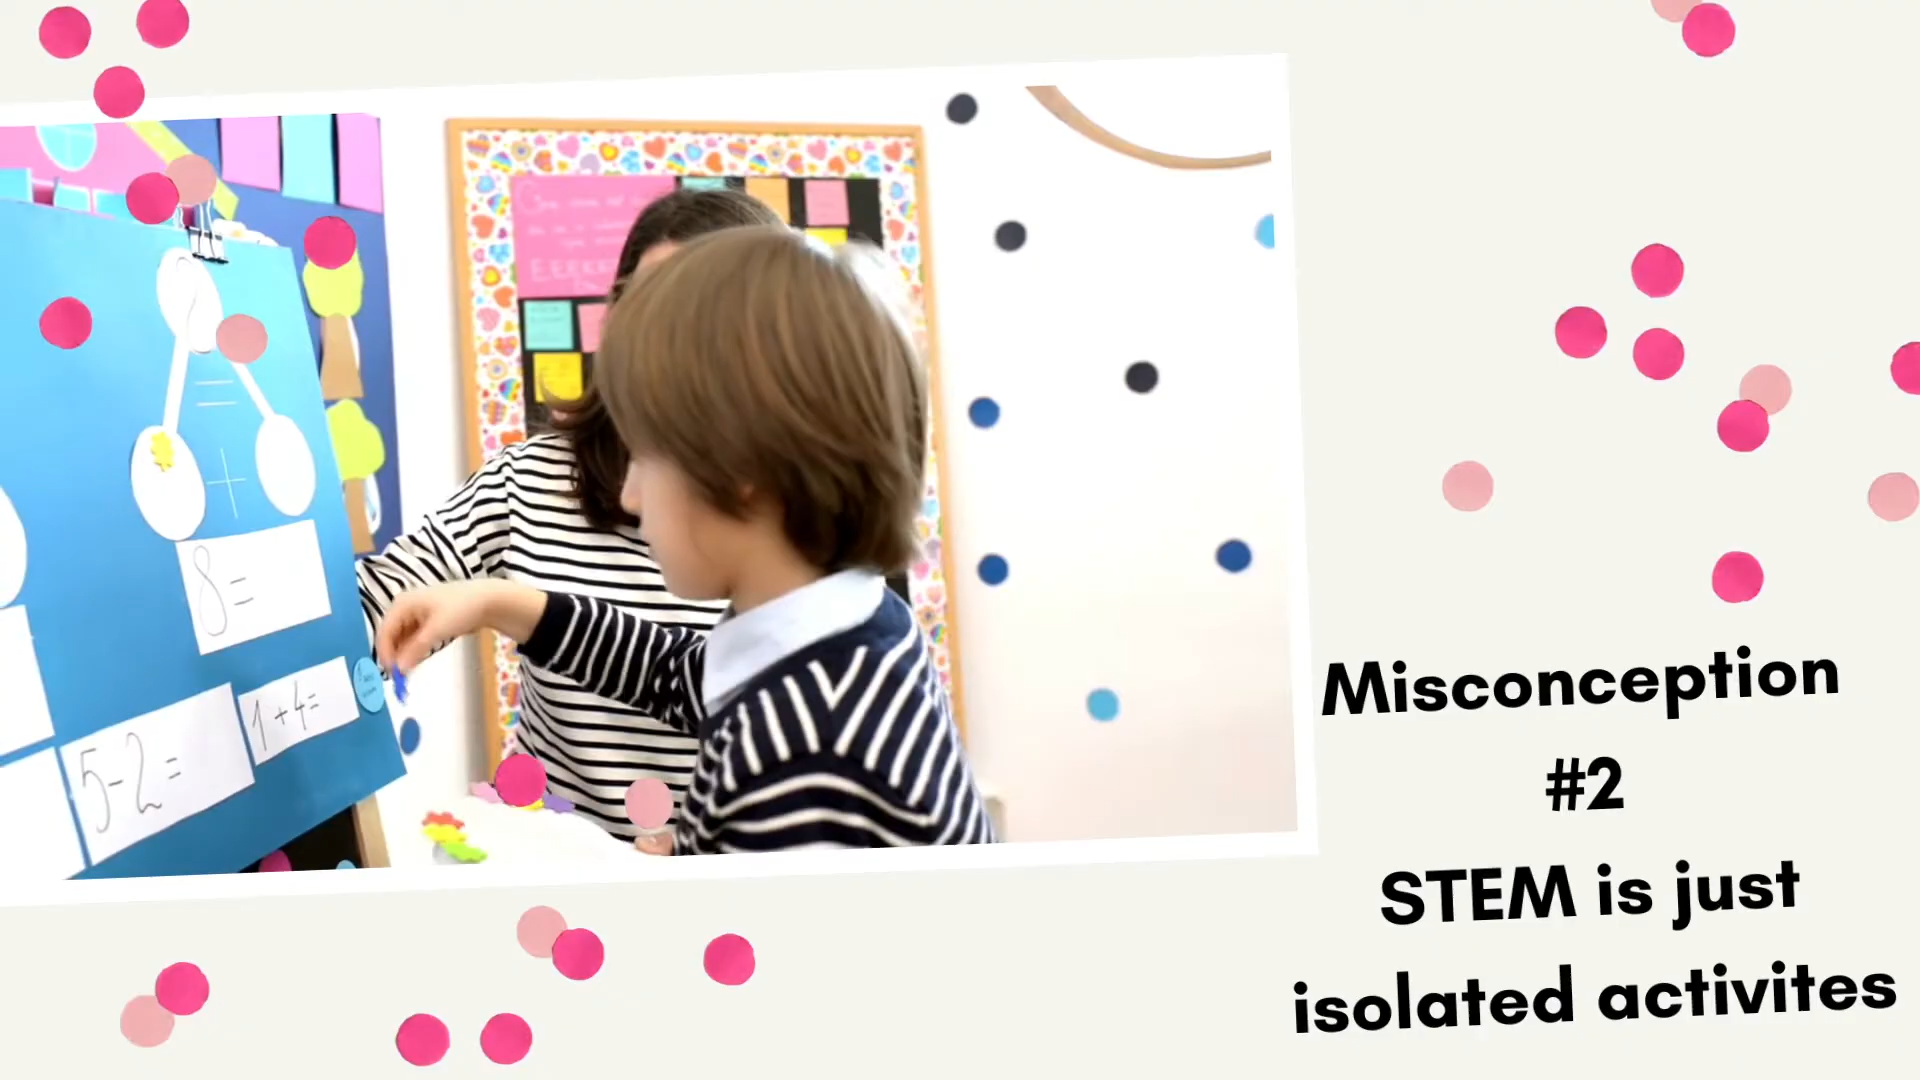 8=
5-2=
1+4=
Misconception
#2
STEM is just
isolated activites